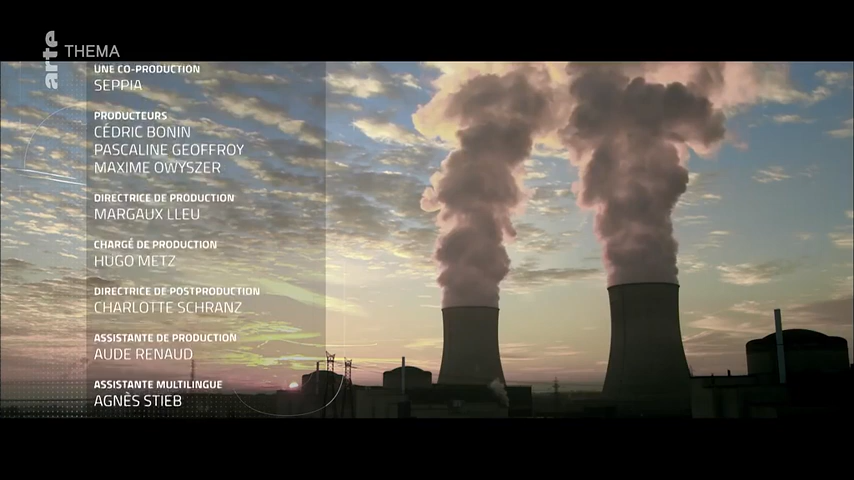 arte THEMA
UNE CO-PRODUCTION
SEPPIA
PRODUCTEURS
CÉDRIC BONIN
PASCALINE GEOFFROY
MAXIME OWYSZER
DIRECTRICE DE PRODUCTION
MARGAUX LLEU
CHARGÉ DE PRODUCTION
HUGO METZ
DIRECTRICE DE POSTPRODUCTION
CHARLOTTE SCHRANZ
ASSISTANTE DE PRODUCTION
AUDE RENAUD
ASSISTANTE MULTILINGUE
AGNÈS STIEB